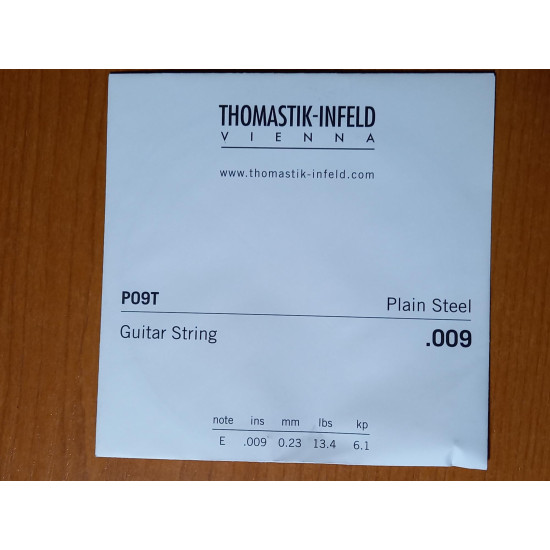 THOMASTIK-INFELD
VIENNA
www.thomastik-infeld.com
P09T Plain Steel
Guitar String .009
note ins mm lbs kp
E .009 0.23 13.4 6.1